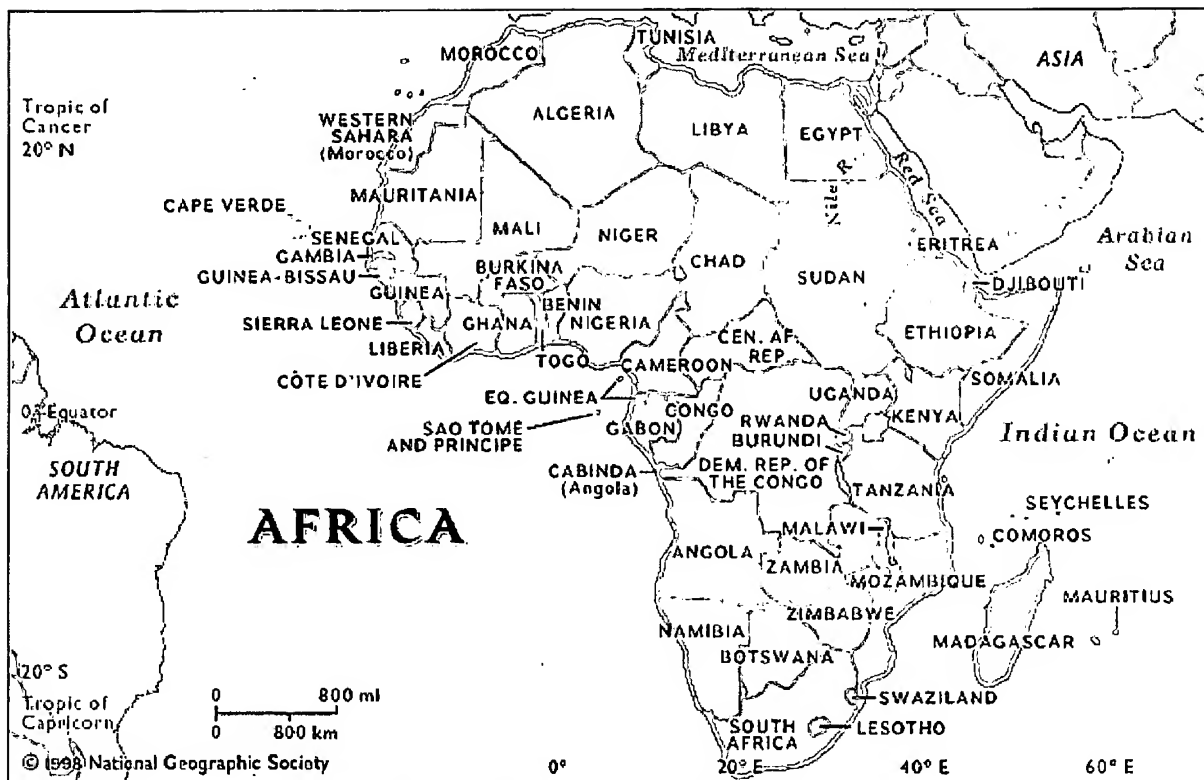 TUNISIA
MOROCCO
Mediterranean Sea
ASIA
Tropic of
Cancer
20° N
ALGERIA
WESTERN
SAHARA
(Morocco)
LIBYA
EGYPT
Nile R.
Red Sea
MAURITANIA
CAPE VERDE
MALI
NIGER
SENEGAL
GAMBIA
GUINEA-BISSAU
CHAD
SUDAN
ERITREA
Arabian
Sea
BURKINA
FASO
DJIBOUTI
GUINEA
Atlantic
Ocean
BENIN
NIGERIA
SIERRA LEONE
GHANA
ETHIOPIA
LIBERIA
TOGO
CEN. AF.
REP.
CÔTE D'IVOIRE
CAMEROON
SOMALIA
EQ. GUINEA
UGANDA
0° Equator
CONGO
KENYA
SAO TOME
AND PRINCIPE
GABON
RWANDA
BURUNDI
Indian Ocean
SOUTH
AMERICA
CABINDA
(Angola)
DEM. REP. OF
THE CONGO
TANZANIA
SEYCHELLES
AFRICA
MALAWI
COMOROS
ANGOLA
ZAMBIA
MOZAMBIQUE
MAURITIUS
ZIMBABWE
NAMIBIA
MADAGASCAR
BOTSWANA
20° S
Tropic of
Capricorn
0 800 mi
0 800 km
SWAZILAND
SOUTH
AFRICA
LESOTHO
© 1998 National Geographic Society
0° 20° E 40° E 60° E